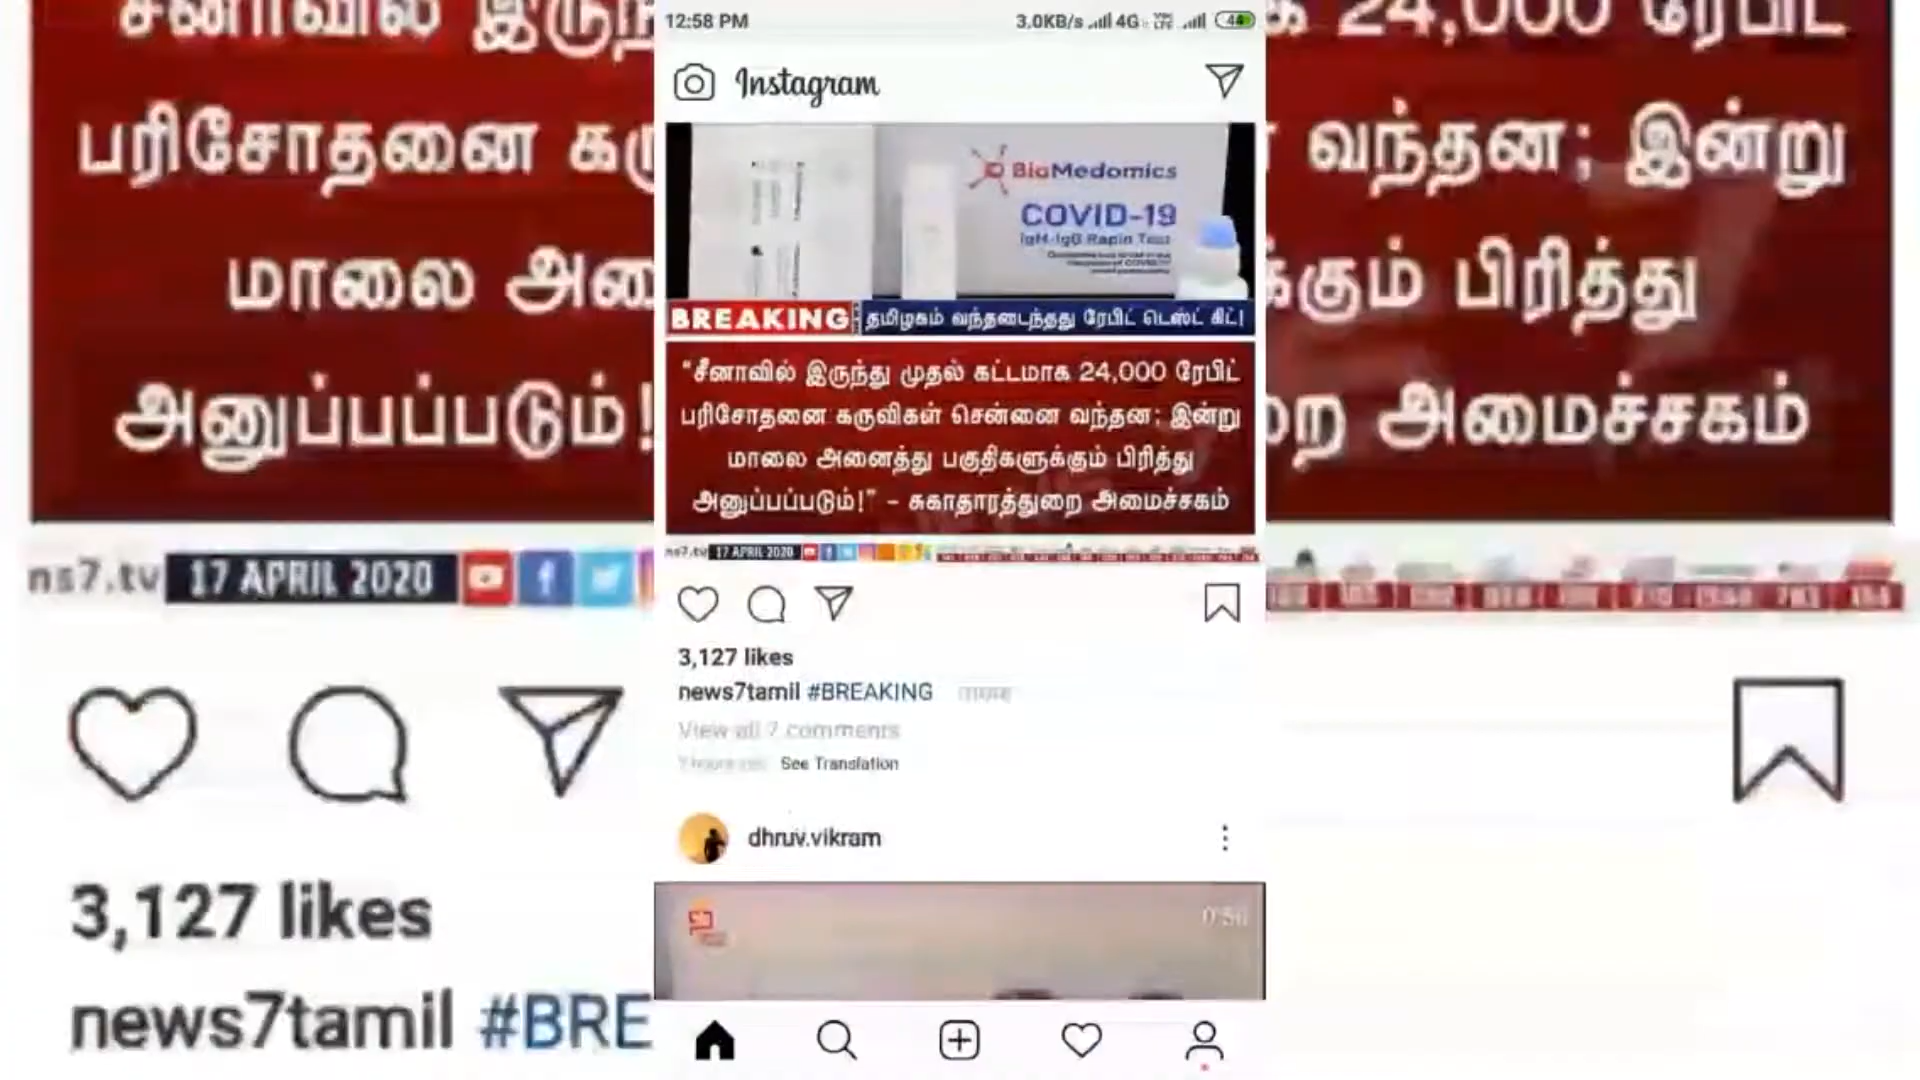 12:58 PM
3.0KB/s
4G
44
Instagram
BioMedomics
COVID-19
IgM-IgG Rapid Test
BREAKING
தமிழகம் வந்தடைந்தது ரேபிட் டெஸ்ட் கிட்!
“சீனாவில் இருந்து முதல் கட்டமாக 24,000 ரேபிட்
பரிசோதனை கருவிகள் சென்னை வந்தன; இன்று
மாலை அனைத்து பகுதிகளுக்கும் பிரித்து
அனுப்பப்படும்!” – சுகாதாரத்துறை அமைச்சகம்
ns7.tv
17 APRIL 2020
3,127 likes
news7tamil #BREAKING more
View all 7 comments
See Translation
dhruv.vikram
சீனாவில்
24,000 ரேபிட்
பரிசோதனை
வந்தன; இன்று
மாலை
க்கும் பிரித்து
அனுப்பப்படும்!
றை அமைச்சகம்
ns7.tv 17 APRIL 2020
3,127 likes
news7tamil #BRE